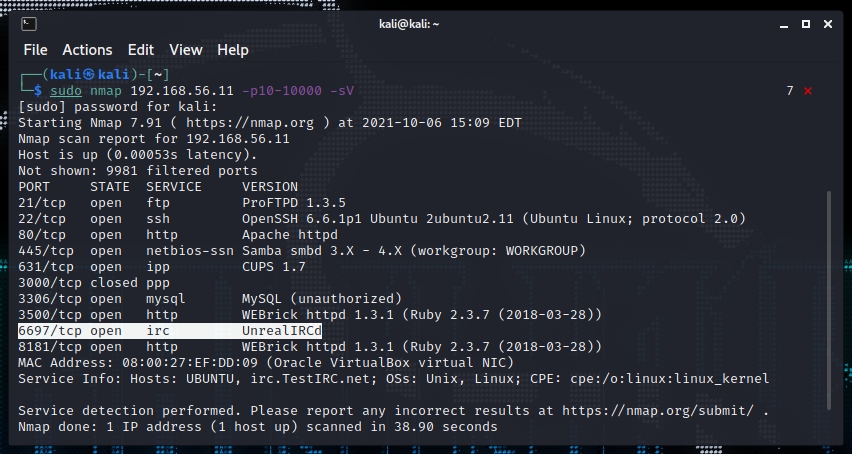 kali@kali: ~
File Actions Edit View Help
┌──(kali㉿kali)-[~]
└─$ sudo nmap 192.168.56.11 -p10-10000 -sV 7 ⨯
[sudo] password for kali:
Starting Nmap 7.91 ( https://nmap.org ) at 2021-10-06 15:09 EDT
Nmap scan report for 192.168.56.11
Host is up (0.00053s latency).
Not shown: 9981 filtered ports
PORT STATE SERVICE VERSION
21/tcp open ftp ProFTPD 1.3.5
22/tcp open ssh OpenSSH 6.6.1p1 Ubuntu 2ubuntu2.11 (Ubuntu Linux; protocol 2.0)
80/tcp open http Apache httpd
445/tcp open netbios-ssn Samba smbd 3.X - 4.X (workgroup: WORKGROUP)
631/tcp open ipp CUPS 1.7
3000/tcp closed ppp
3306/tcp open mysql MySQL (unauthorized)
3500/tcp open http WEBrick httpd 1.3.1 (Ruby 2.3.7 (2018-03-28))
6697/tcp open irc UnrealIRCd
8181/tcp open http WEBrick httpd 1.3.1 (Ruby 2.3.7 (2018-03-28))
MAC Address: 08:00:27:EF:DD:09 (Oracle VirtualBox virtual NIC)
Service Info: Hosts: UBUNTU, irc.TestIRC.net; OSs: Unix, Linux; CPE: cpe:/o:linux:linux_kernel
Service detection performed. Please report any incorrect results at https://nmap.org/submit/ .
Nmap done: 1 IP address (1 host up) scanned in 38.90 seconds